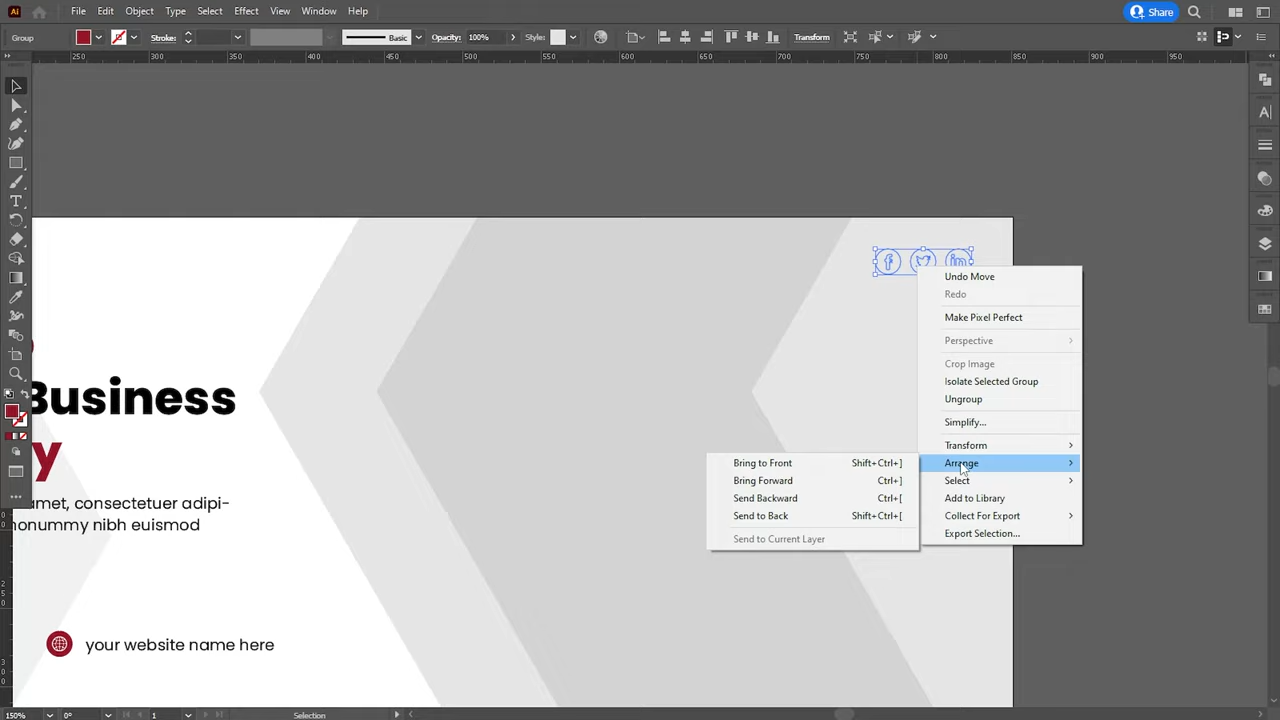 Ai File Edit Object Type Select Effect View Window Help Share
Group Stroke: Basic Opacity: 100% Style: Transform
250 300 350 400 450 500 550 600 650 700 750 800 850 900 950
f in
Undo Move
Redo
Make Pixel Perfect
Perspective
Crop Image
Isolate Selected Group
Ungroup
Simplify...
Transform
Arrange
Select
Add to Library
Collect For Export
Export Selection...
Bring to Front Shift+Ctrl+]
Bring Forward Ctrl+]
Send Backward Ctrl+[
Send to Back Shift+Ctrl+[
Send to Current Layer
Business
y
amet, consectetuer adipi-
nonummy nibh euismod
your website name here
150% 0° 1 Selection